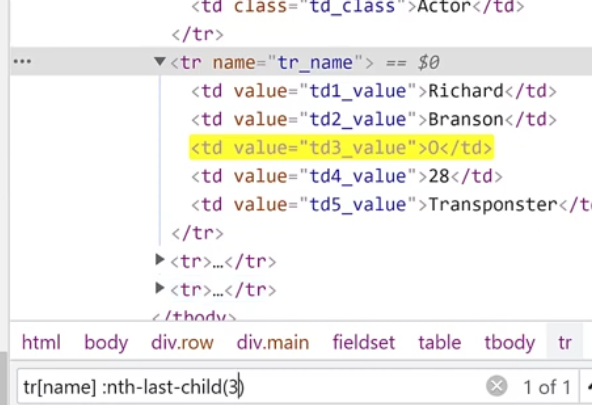 <td class="td_class">Actor</td>
</tr>
… ▼<tr name="tr_name"> == $0
<td value="td1_value">Richard</td>
<td value="td2_value">Branson</td>
<td value="td3_value">O</td>
<td value="td4_value">28</td>
<td value="td5_value">Transponster</t
</tr>
▶<tr>…</tr>
▶<tr>…</tr>
</tbody>
html body div.row div.main fieldset table tbody tr
tr[name] :nth-last-child(3) 1 of 1